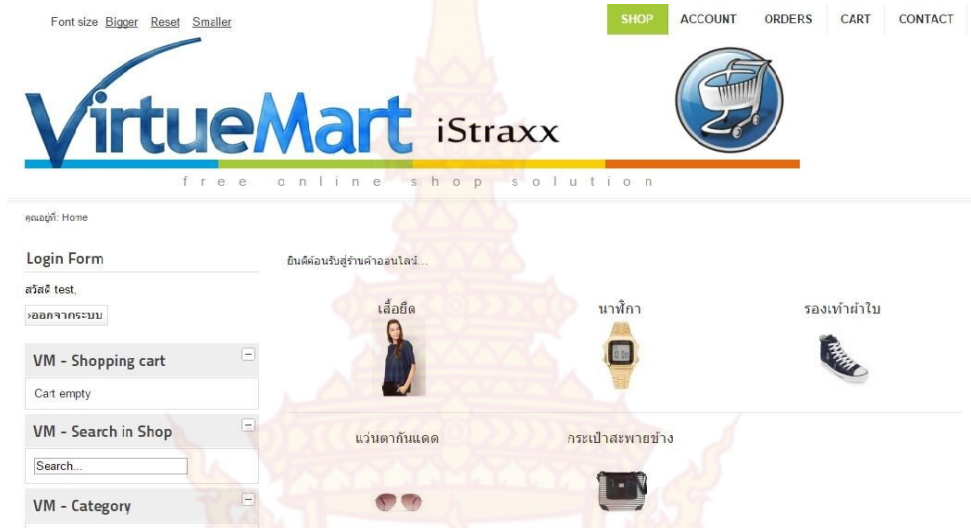 Font size Bigger Reset Smaller
SHOP ACCOUNT ORDERS CART CONTACT
VirtueMart iStraxx
free online shop solution
คุณอยู่ที่: Home
Login Form
ยินดีต้อนรับสู่ร้านค้าออนไลน์...
สวัสดี test,
ออกจากระบบ
เสื้อยืด
นาฬิกา
รองเท้าผ้าใบ
VM - Shopping cart
Cart empty
VM - Search in Shop
แว่นตากันแดด
กระเป๋าสะพายข้าง
Search...
VM - Category